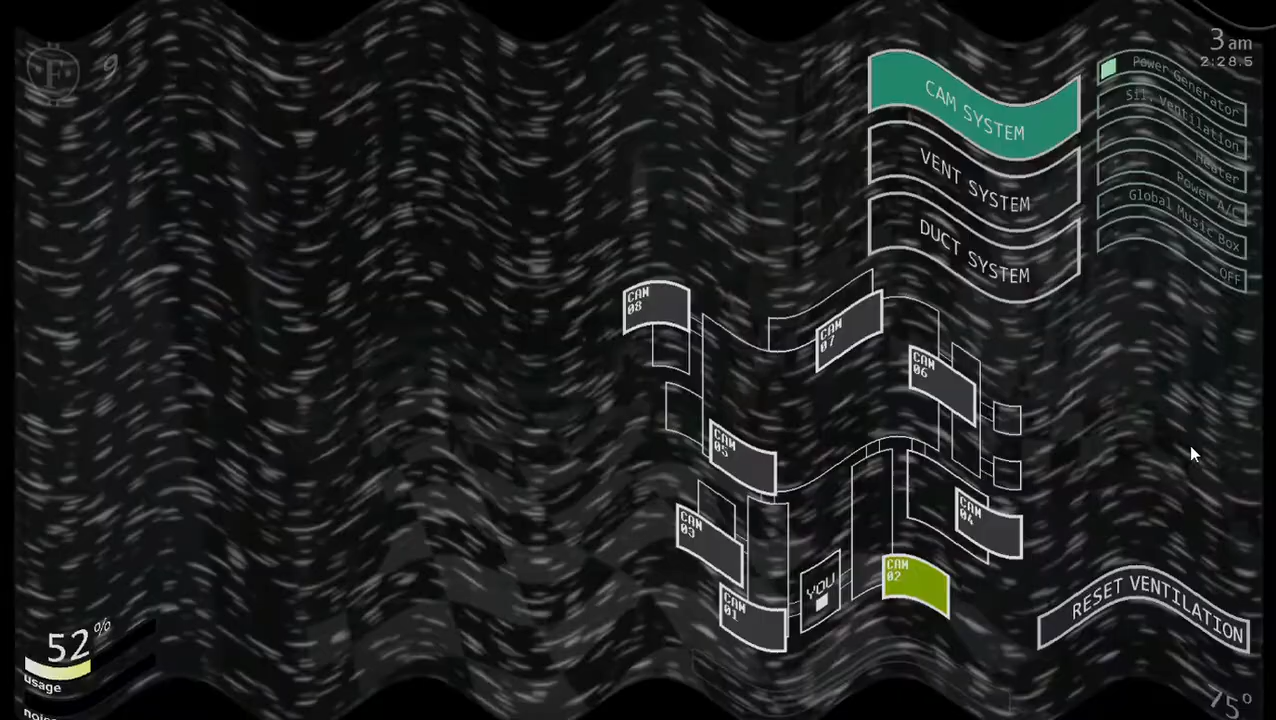 F 9
3 am
2:28.5
CAM SYSTEM
VENT SYSTEM
DUCT SYSTEM
Power Generator
Sil. Ventilation
Heater
Power A/C
Global Music Box
OFF
CAM
08
CAM
07
CAM
06
CAM
05
CAM
04
CAM
03
CAM
02
CAM
01
YOU
RESET VENTILATION
52%
usage
75°